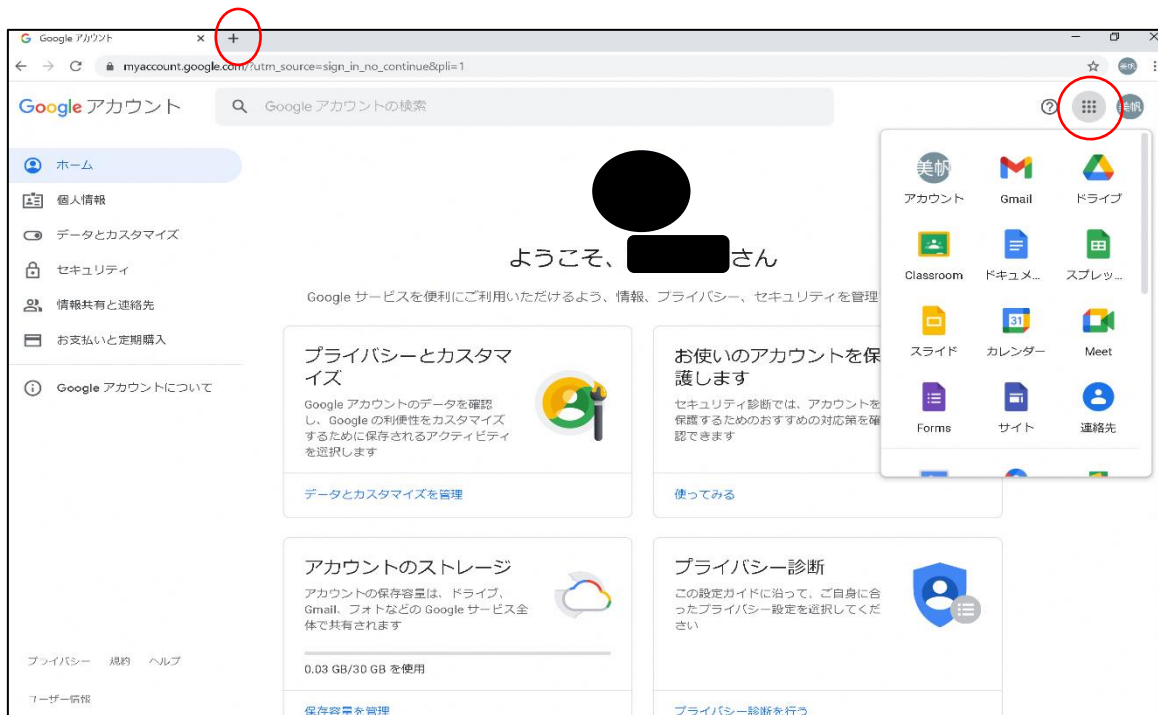 Google アカウント
myaccount.google.com/?utm_source=sign_in_no_continue&pli=1
美帆
Google アカウント
Google アカウントの検索
美帆
ホーム
個人情報
データとカスタマイズ
セキュリティ
情報共有と連絡先
お支払いと定期購入
Google アカウントについて
ようこそ、
さん
Google サービスを便利にご利用いただけるよう、情報、プライバシー、セキュリティを管理
プライバシーとカスタマ
イズ
Google アカウントのデータを確認
し、Google の利便性をカスタマイズ
するために保存されるアクティビティ
を選択します
データとカスタマイズを管理
お使いのアカウントを保
護します
セキュリティ診断では、アカウントを
保護するためのおすすめの対応策を確
認できます
使ってみる
アカウントのストレージ
アカウントの保存容量は、ドライブ、
Gmail、フォトなどの Google サービス全
体で共有されます
0.03 GB/30 GB を使用
保存容量を管理
プライバシー診断
この設定ガイドに沿って、ご自身に合
ったプライバシー設定を選択してくだ
さい
プライバシー診断を行う
美帆
アカウント
Gmail
ドライブ
Classroom
ドキュメ...
スプレッ...
スライド
31
カレンダー
Meet
Forms
サイト
連絡先
プライバシー 規約 ヘルプ
ユーザー情報